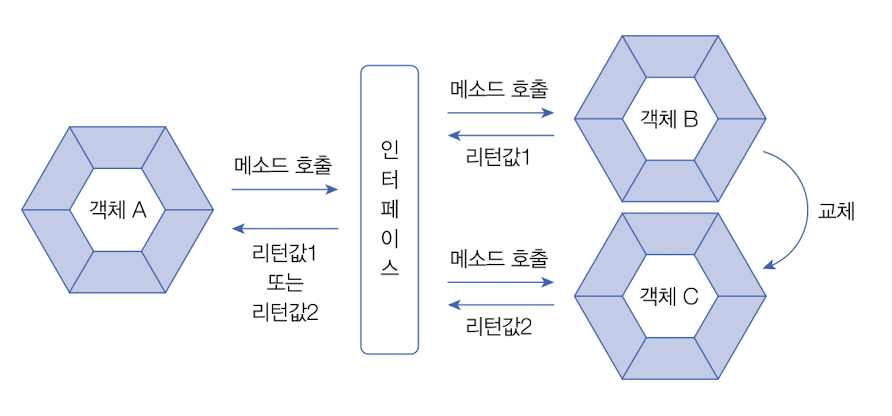 객체 A
메소드 호출
리턴값1
또는
리턴값2
인
터
페
이
스
메소드 호출
리턴값1
객체 B
메소드 호출
리턴값2
객체 C
교체